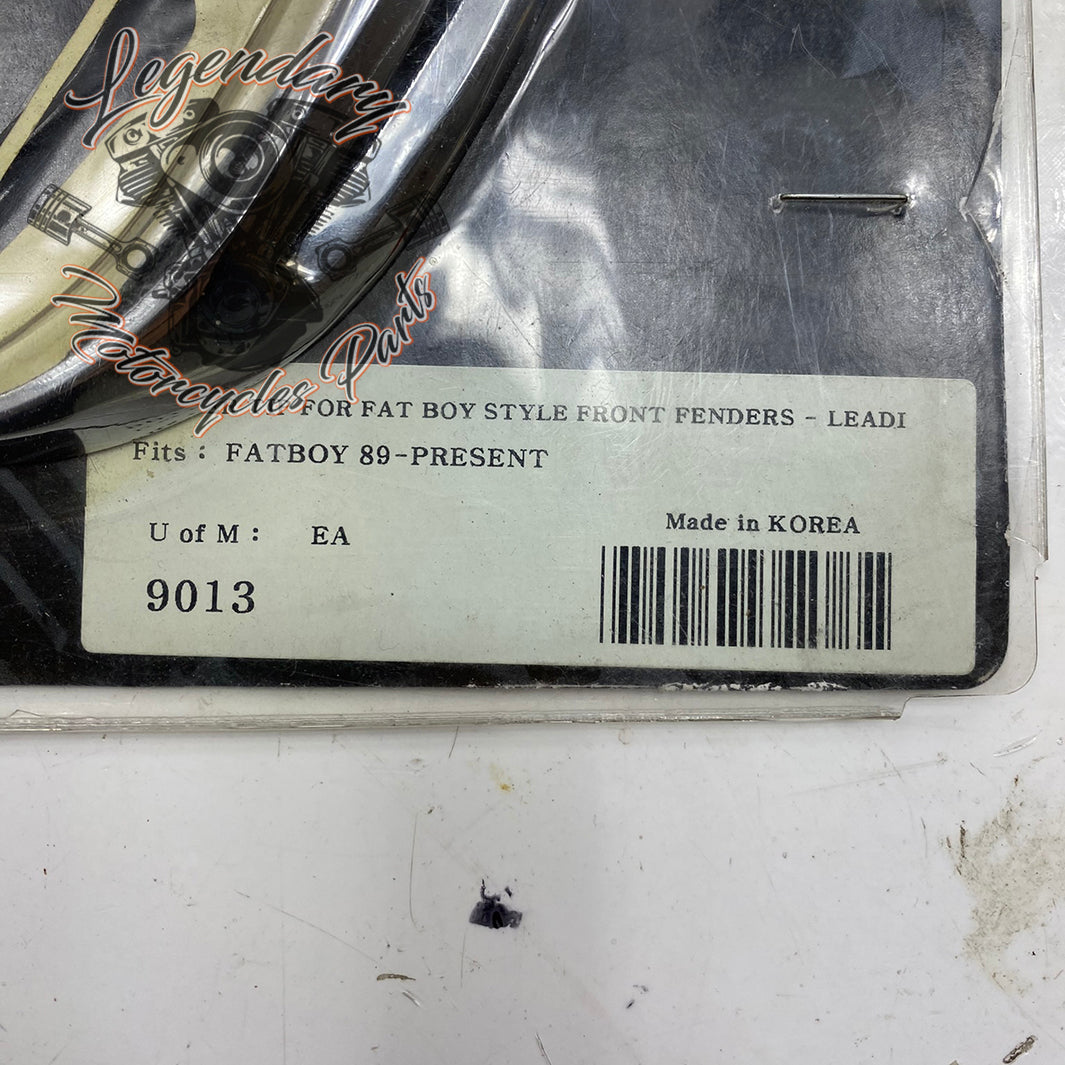 Legendary
Motorcycles Parts
FOR FAT BOY STYLE FRONT FENDERS - LEADI
Fits : FATBOY 89-PRESENT
U of M : EA
Made in KOREA
9013